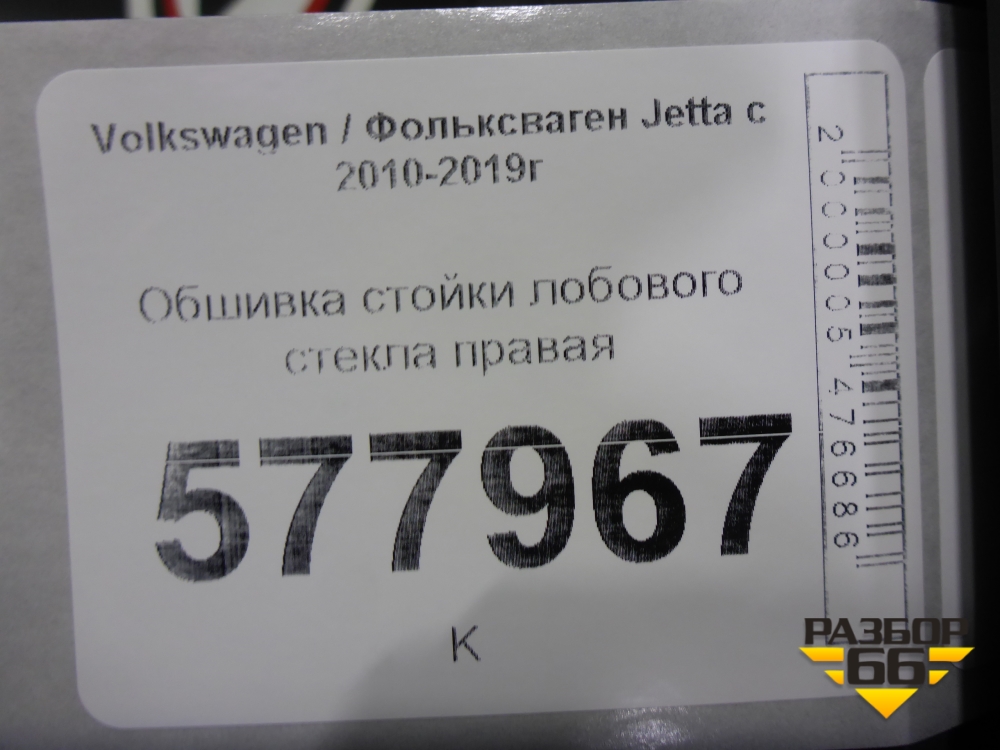 Volkswagen / Фольксваген Jetta с
2010-2019г
Обшивка стойки лобового
стекла правая
577967
К
2000005476686
РАЗБОР
66